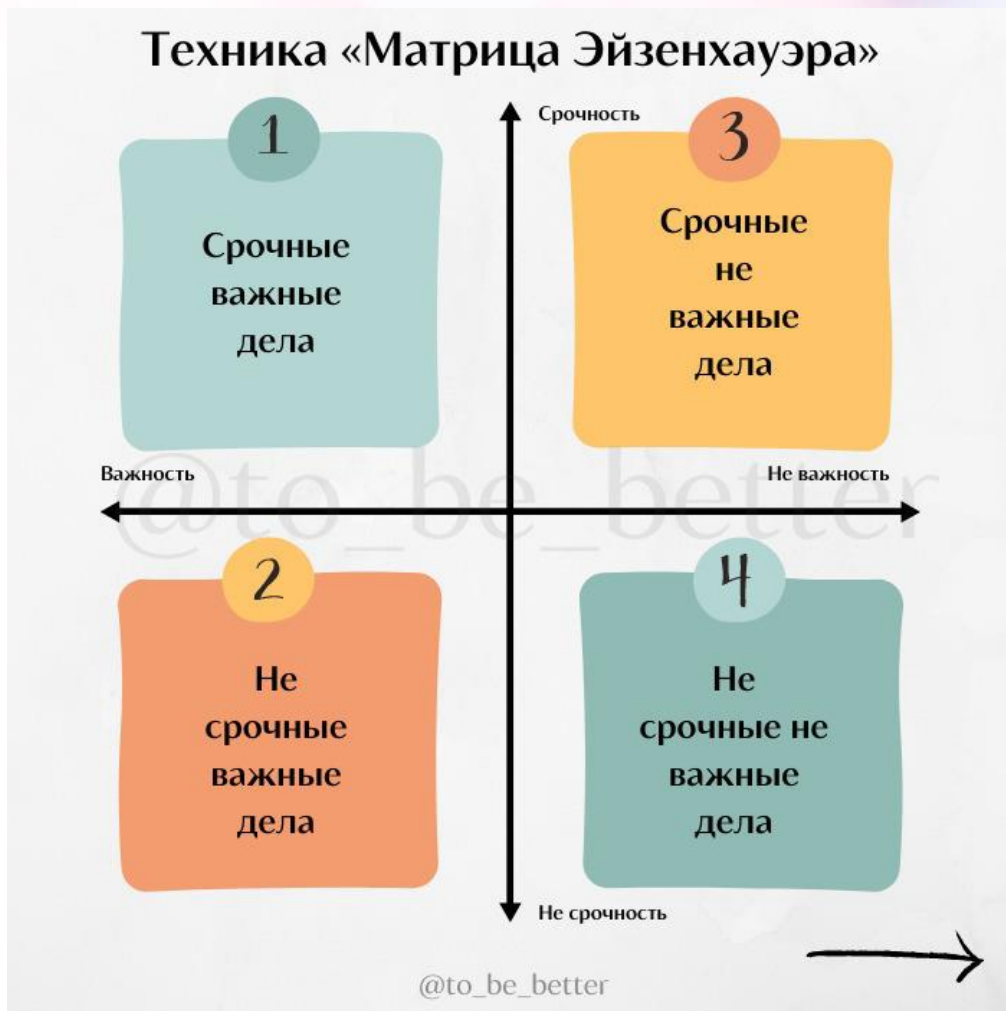 Техника «Матрица Эйзенхауэра»
Срочность
1
Срочные
важные
дела
3
Срочные
не
важные
дела
Важность
Не важность
@to_be_better
2
Не
срочные
важные
дела
4
Не
срочные не
важные
дела
Не срочность
@to_be_better